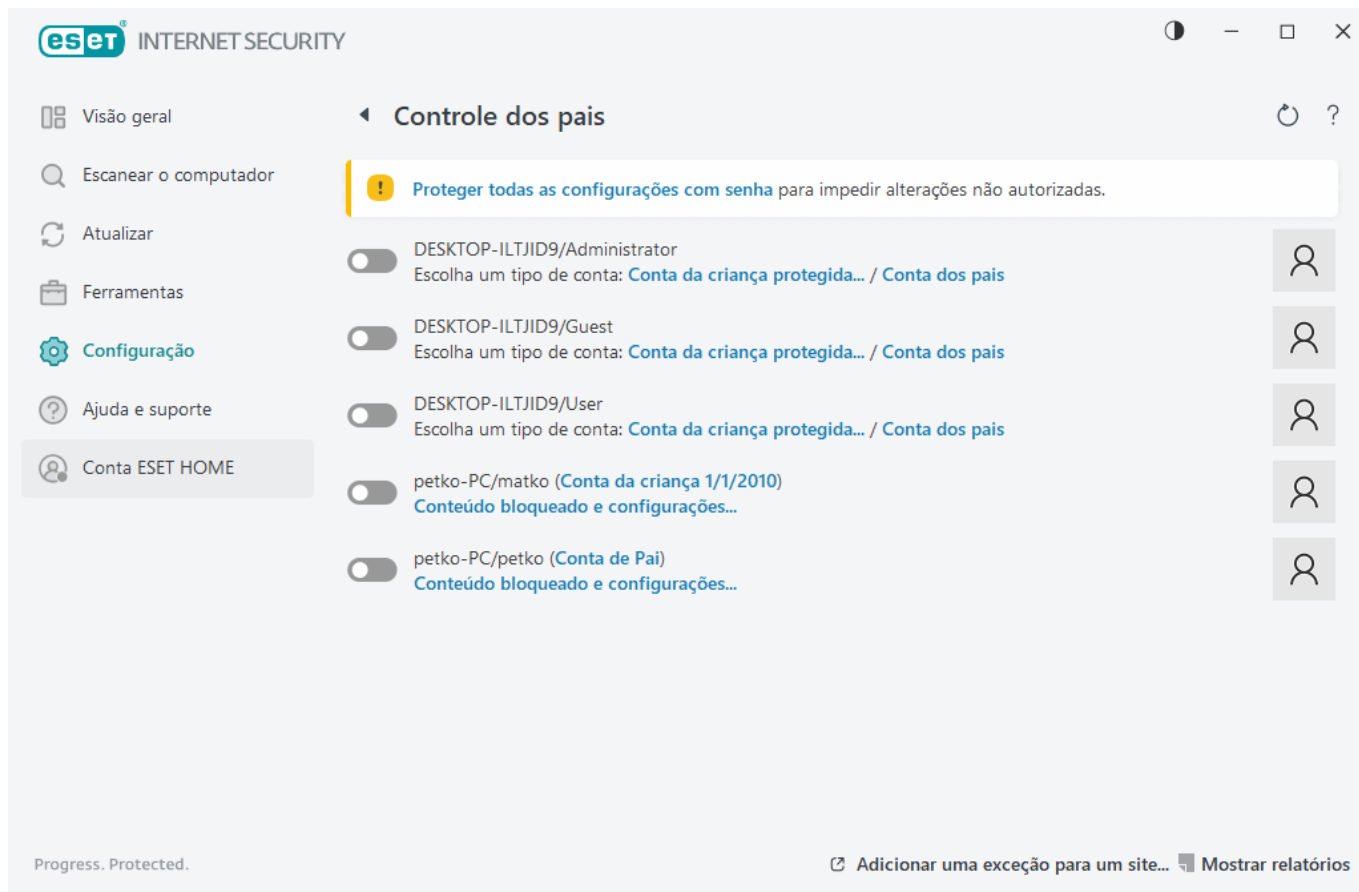 eset® INTERNET SECURITY
Visão geral
Escanear o computador
Atualizar
Ferramentas
Configuração
Ajuda e suporte
Conta ESET HOME
Controle dos pais
?
! Proteger todas as configurações com senha para impedir alterações não autorizadas.
DESKTOP-ILTJID9/Administrator
Escolha um tipo de conta: Conta da criança protegida... / Conta dos pais
DESKTOP-ILTJID9/Guest
Escolha um tipo de conta: Conta da criança protegida... / Conta dos pais
DESKTOP-ILTJID9/User
Escolha um tipo de conta: Conta da criança protegida... / Conta dos pais
petko-PC/matko (Conta da criança 1/1/2010)
Conteúdo bloqueado e configurações...
petko-PC/petko (Conta de Pai)
Conteúdo bloqueado e configurações...
Progress. Protected.
Adicionar uma exceção para um site... Mostrar relatórios